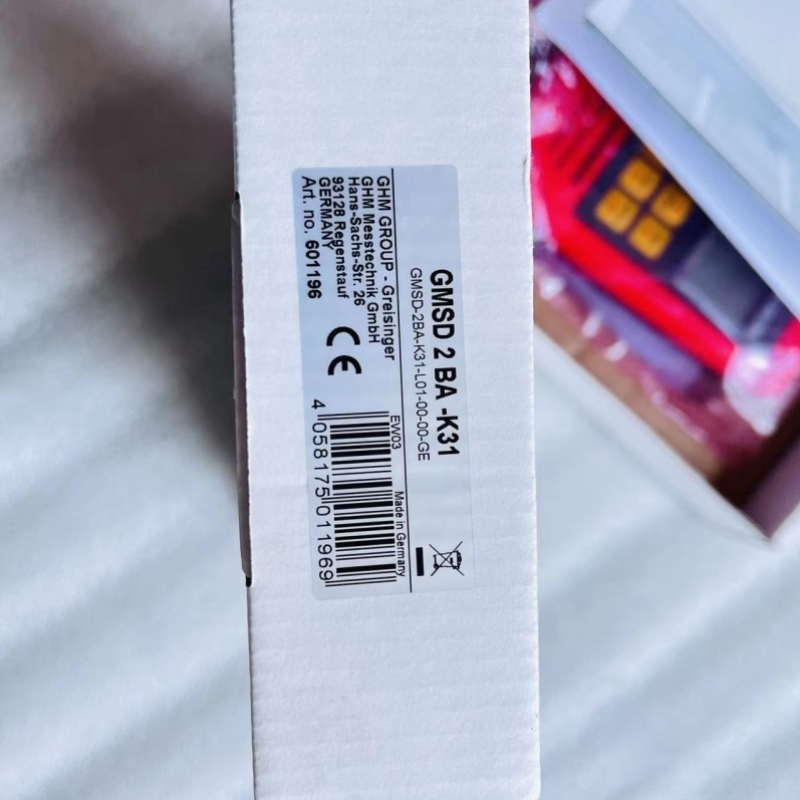 GMSD 2 BA -K31
GMSD-2BA-K31-L01-00-00-GE
GHM GROUP - Greisinger
GHM Messtechnik GmbH
Hans-Sachs-Str. 26
93128 Regenstauf
GERMANY
Art. no. 601196
CE
EW03
Made in Germany
4 058175 011969